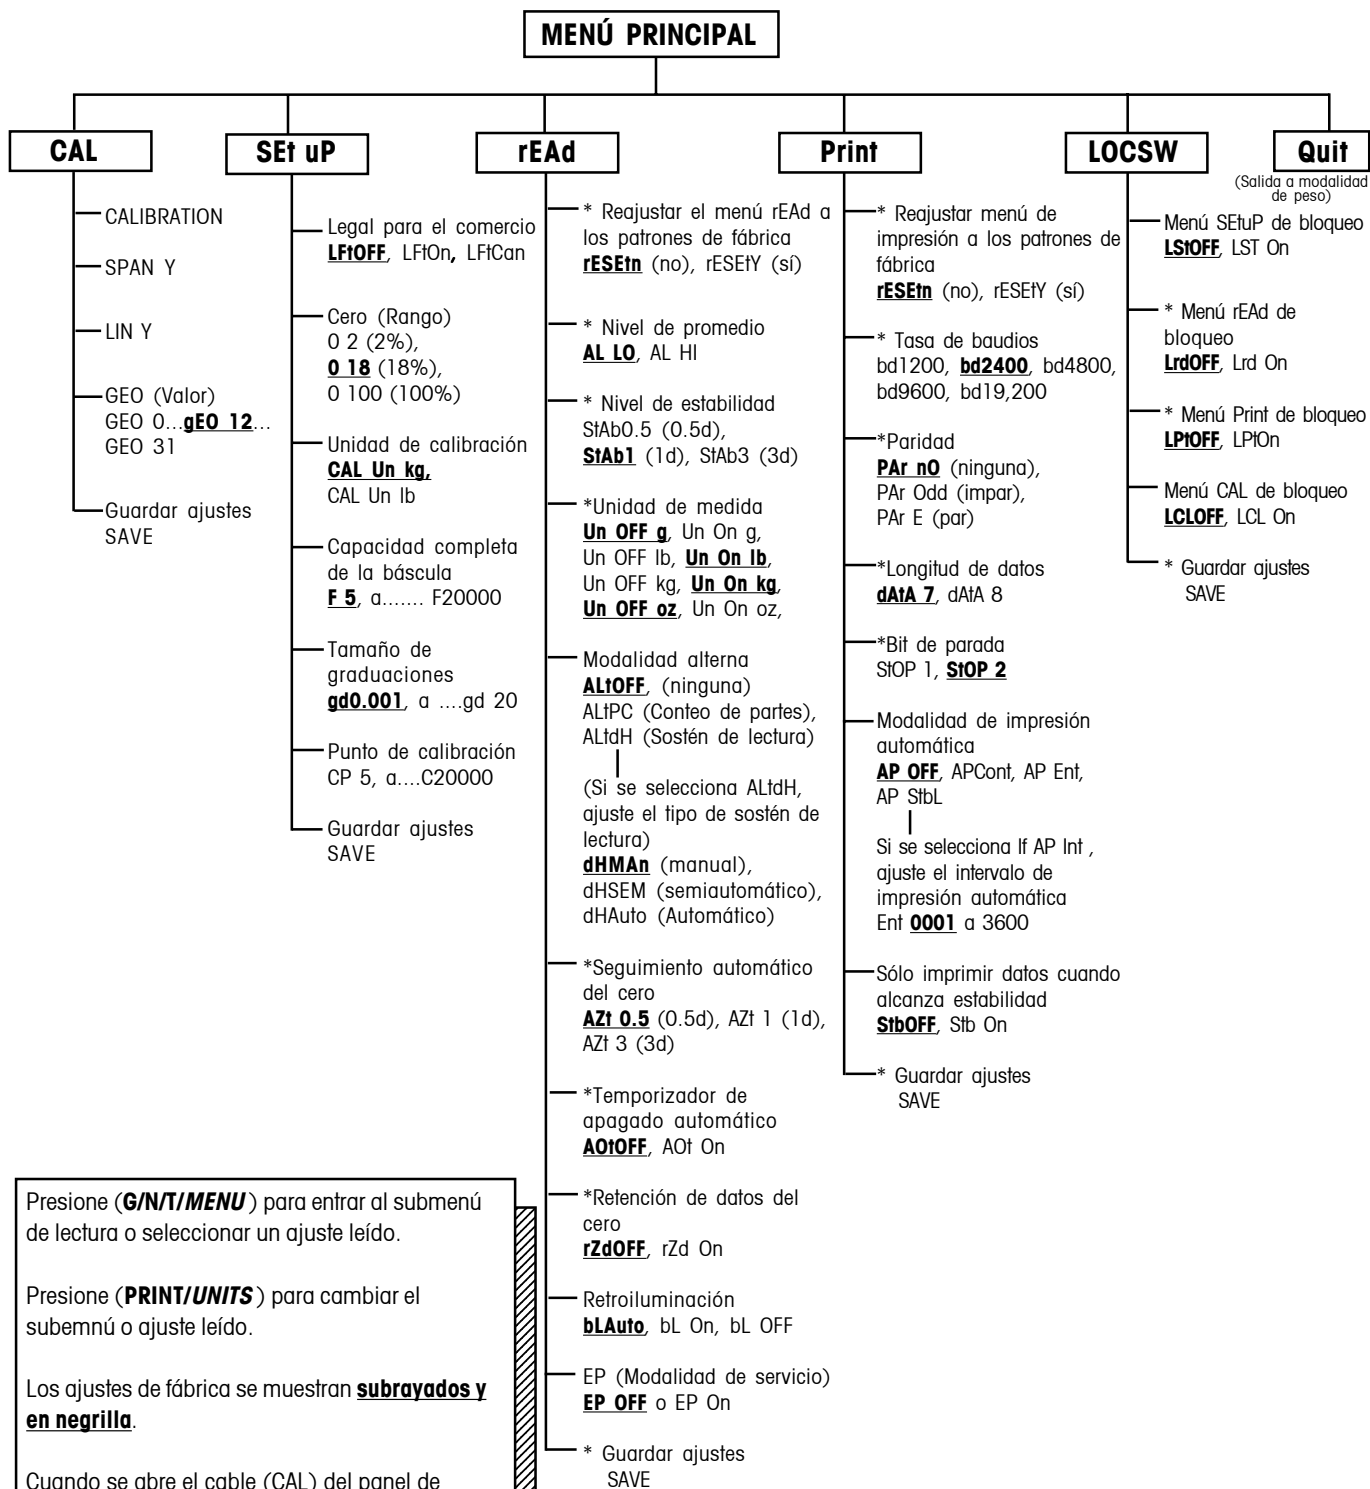 MENÚ PRINCIPAL
CAL
CALIBRATION
SPAN Y
LIN Y
GEO (Valor)
GEO 0...gEO 12...
GEO 31
Guardar ajustes
SAVE
SEt uP
Legal para el comercio
LFtOFF, LFtOn, LFtCan
Cero (Rango)
0 2 (2%),
0 18 (18%),
0 100 (100%)
Unidad de calibración
CAL Un kg,
CAL Un lb
Capacidad completa
de la báscula
F 5, a....... F20000
Tamaño de
graduaciones
gd0.001, a ....gd 20
Punto de calibración
CP 5, a....C20000
Guardar ajustes
SAVE
rEAd
* Reajustar el menú rEAd a
los patrones de fábrica
rESEtn (no), rESEtY (sí)
* Nivel de promedio
AL LO, AL HI
* Nivel de estabilidad
StAb0.5 (0.5d),
StAb1 (1d), StAb3 (3d)
*Unidad de medida
Un OFF g, Un On g,
Un OFF lb, Un On lb,
Un OFF kg, Un On kg,
Un OFF oz, Un On oz,
Modalidad alterna
ALtOFF, (ninguna)
ALtPC (Conteo de partes),
ALtdH (Sostén de lectura)
(Si se selecciona ALtdH,
ajuste el tipo de sostén de
lectura)
dHMAn (manual),
dHSEM (semiautomático),
dHAuto (Automático)
*Seguimiento automático
del cero
AZt 0.5 (0.5d), AZt 1 (1d),
AZt 3 (3d)
*Temporizador de
apagado automático
AOtOFF, AOt On
*Retención de datos del
cero
rZdOFF, rZd On
Retroiluminación
bLAuto, bL On, bL OFF
EP (Modalidad de servicio)
EP OFF o EP On
* Guardar ajustes
SAVE
Print
* Reajustar menú de
impresión a los patrones de
fábrica
rESEtn (no), rESEtY (sí)
* Tasa de baudios
bd1200, bd2400, bd4800,
bd9600, bd19,200
*Paridad
PAr nO (ninguna),
PAr Odd (impar),
PAr E (par)
*Longitud de datos
dAtA 7, dAtA 8
*Bit de parada
StOP 1, StOP 2
Modalidad de impresión
automática
AP OFF, APCont, AP Ent,
AP StbL
Si se selecciona If AP Int ,
ajuste el intervalo de
impresión automática
Ent 0001 a 3600
Sólo imprimir datos cuando
alcanza estabilidad
StbOFF, Stb On
* Guardar ajustes
SAVE
LOCSW
Menú SEtuP de bloqueo
LStOFF, LST On
* Menú rEAd de
bloqueo
LrdOFF, Lrd On
* Menú Print de bloqueo
LPtOFF, LPtOn
Menú CAL de bloqueo
LCLOFF, LCL On
* Guardar ajustes
SAVE
Quit
(Salida a modalidad
de peso)
Presione (G/N/T/MENU ) para entrar al submenú
de lectura o seleccionar un ajuste leído.
Presione (PRINT/UNITS ) para cambiar el
subemnú o ajuste leído.
Los ajustes de fábrica se muestran subrayados y
en negrilla.
Cuando se abre el cable (CAL) del panel de